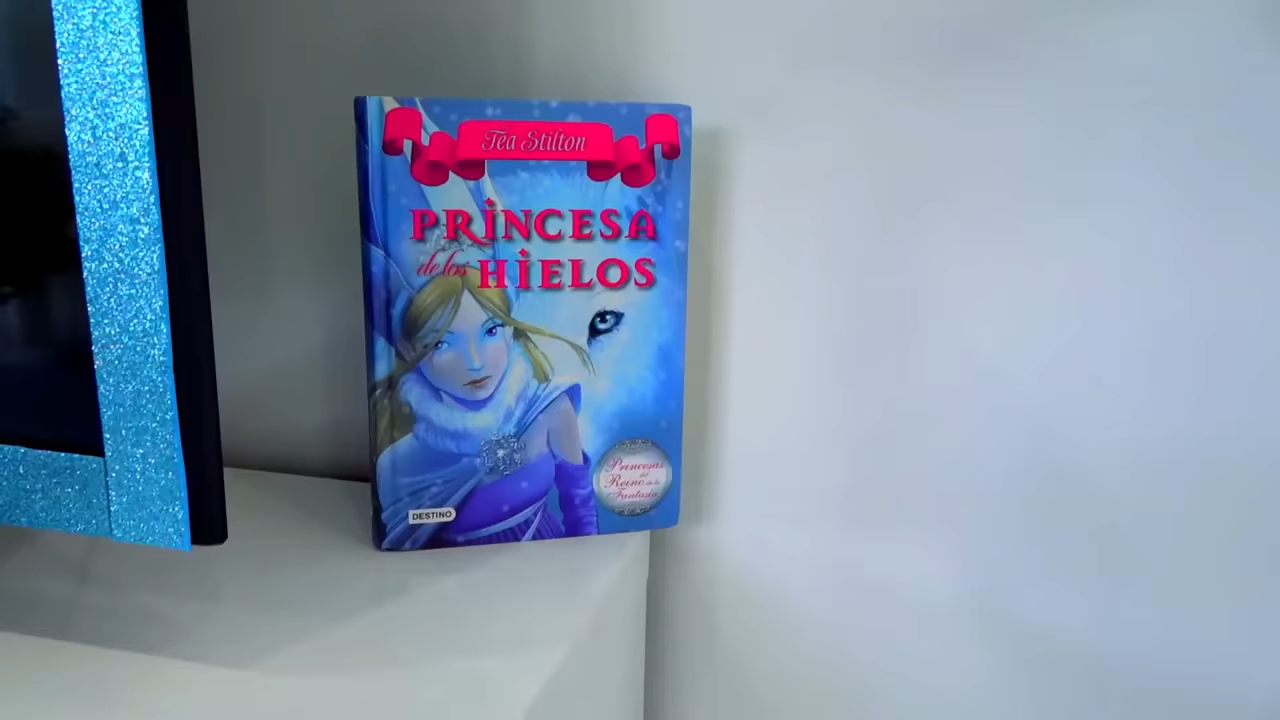 Tea Stilton
PRINCESA
de los HIELOS
Princesas
del
Reino de la
Fantasía
DESTINO